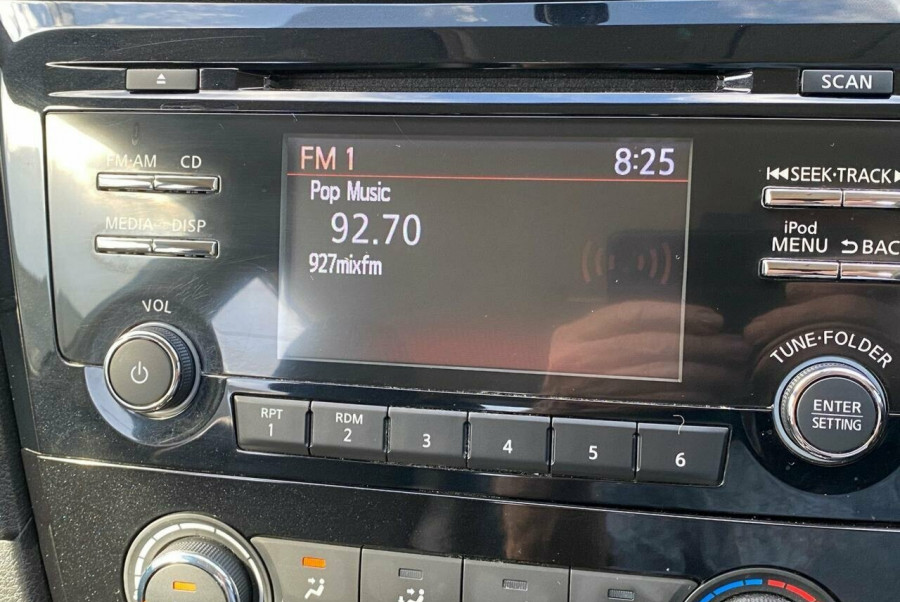 SCAN
FM·AM CD
MEDIA DISP
VOL
FM 1 8:25
Pop Music
92.70
927mixfm
SEEK·TRACK
iPod
MENU BAC
TUNE·FOLDER
ENTER
SETTING
RPT
1
RDM
2
3
4
5
6